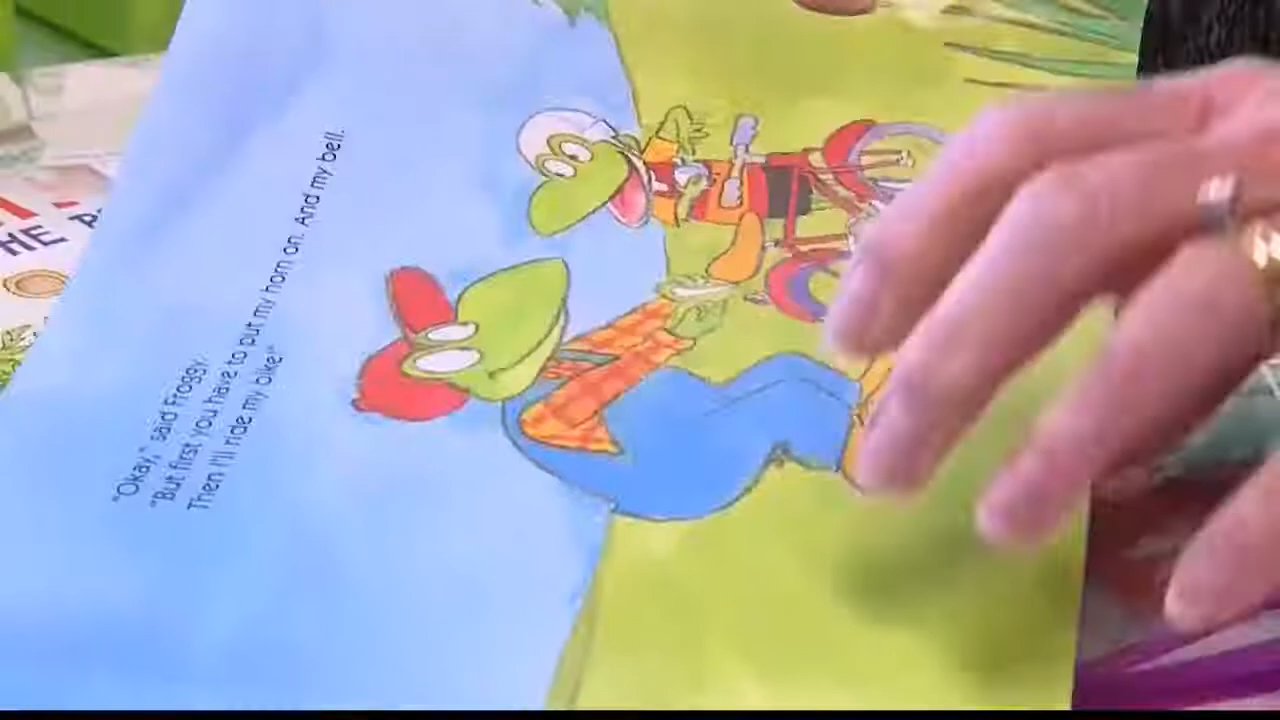 "Okay," said Froggy.
"But first you have to put my horn on. And my bell.
Then I'll ride my bike."
HE